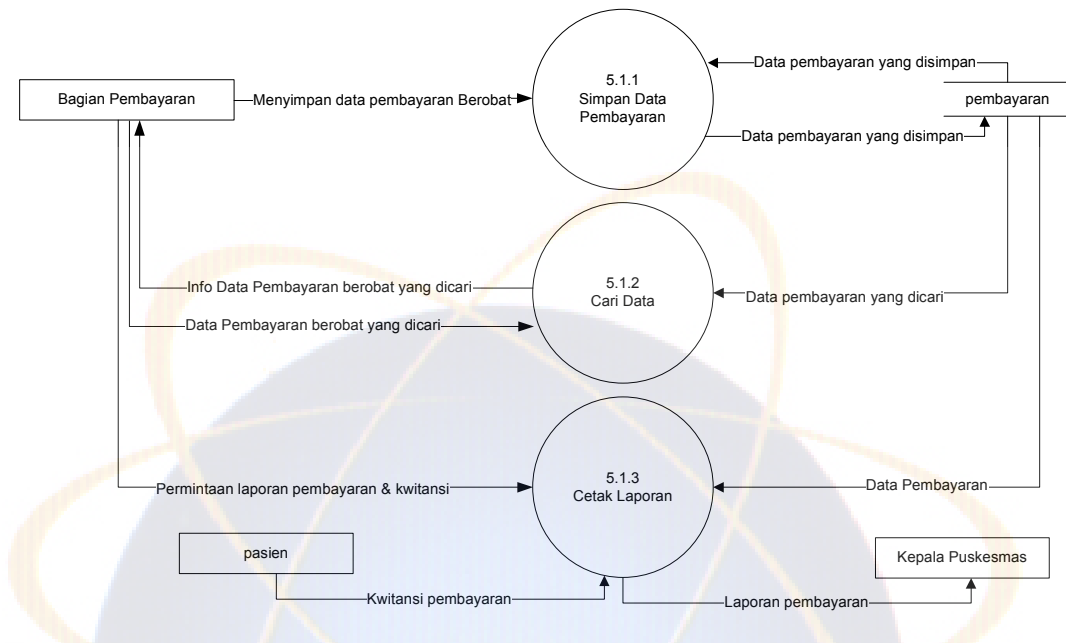 Bagian Pembayaran
Menyimpan data pembayaran Berobat
5.1.1
Simpan Data
Pembayaran
Data pembayaran yang disimpan
pembayaran
Data pembayaran yang disimpan
Info Data Pembayaran berobat yang dicari
Data Pembayaran berobat yang dicari
5.1.2
Cari Data
Data pembayaran yang dicari
Permintaan laporan pembayaran & kwitansi
5.1.3
Cetak Laporan
Data Pembayaran
pasien
Kwitansi pembayaran
Laporan pembayaran
Kepala Puskesmas